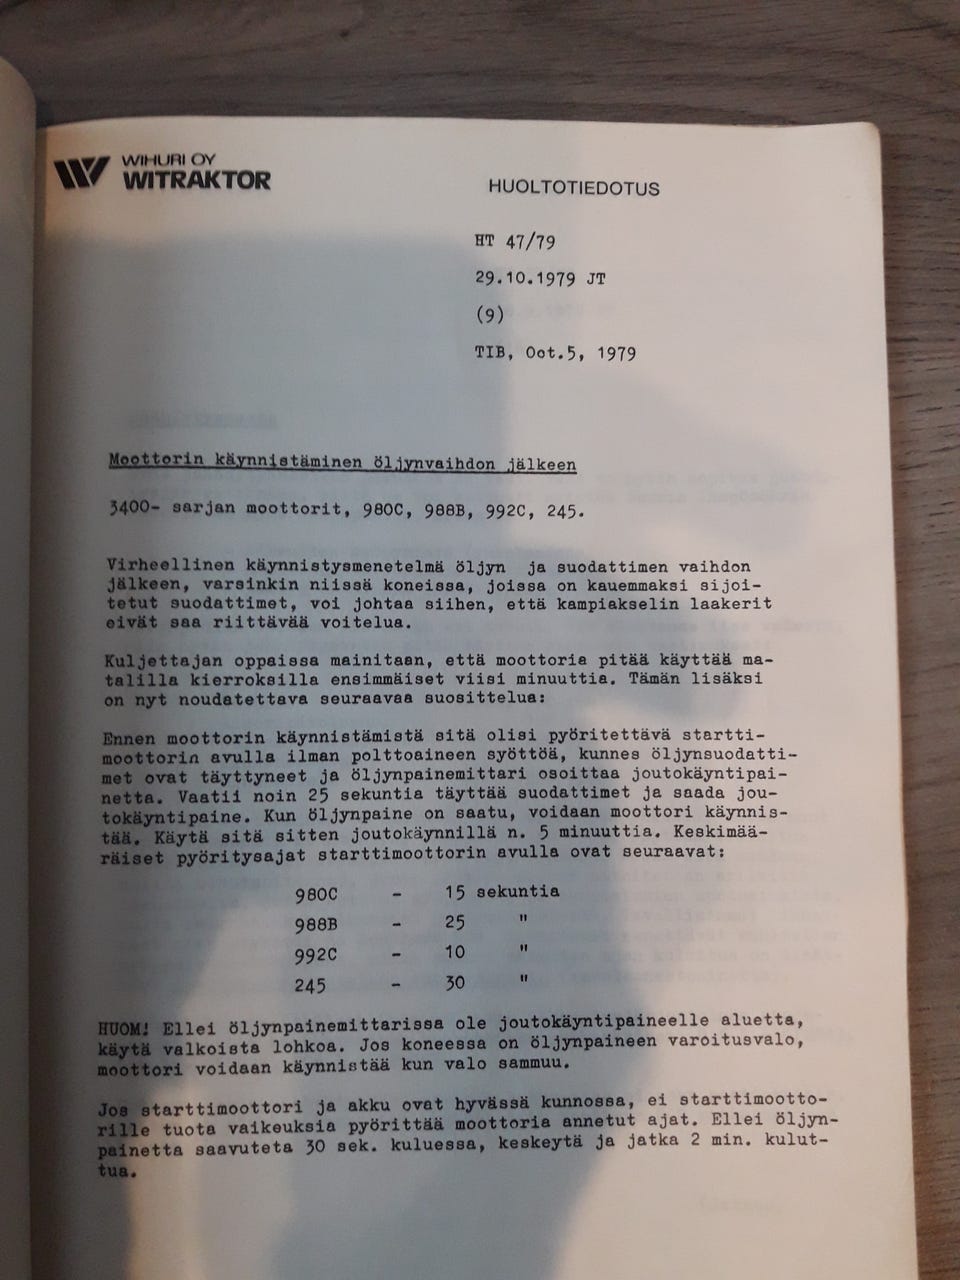 WIHURI OY
WITRAKTOR
HUOLTOTIEDOTUS
HT 47/79
29.10.1979 JT
(9)
TIB, Oot.5, 1979
Moottorin käynnistäminen öljynvaihdon jälkeen
3400- sarjan moottorit, 980C, 988B, 992C, 245.
Virheellinen käynnistysmenetelmä öljyn ja suodattimen vaihdon
jälkeen, varsinkin niissä koneissa, joissa on kauemmaksi sijoi-
tetut suodattimet, voi johtaa siihen, että kampiakselin laakerit
eivät saa riittävää voitelua.
Kuljettajan oppaissa mainitaan, että moottoria pitää käyttää ma-
talilla kierroksilla ensimmäiset viisi minuuttia. Tämän lisäksi
on nyt noudatettava seuraavaa suosittelua:
Ennen moottorin käynnistämistä sitä olisi pyöritettävä startti-
moottorin avulla ilman polttoaineen syöttöä, kunnes öljynsuodatti-
met ovat täyttyneet ja öljynpainemittari osoittaa joutokäyntipai-
netta. Vaatii noin 25 sekuntia täyttää suodattimet ja saada jou-
tokäyntipaine. Kun öljynpaine on saatu, voidaan moottori käynnis-
tää. Käytä sitä sitten joutokäynnillä n. 5 minuuttia. Keskimää-
räiset pyöritysajat starttimoottorin avulla ovat seuraavat:
980C - 15 sekuntia
988B - 25 "
992C - 10 "
245 - 30 "
HUOM! Ellei öljynpainemittarissa ole joutokäyntipaineelle aluetta,
käytä valkoista lohkoa. Jos koneessa on öljynpaineen varoitusvalo,
moottori voidaan käynnistää kun valo sammuu.
Jos starttimoottori ja akku ovat hyvässä kunnossa, ei starttimootto-
rille tuota vaikeuksia pyörittää moottoria annetut ajat. Ellei öljyn-
painetta saavuteta 30 sek. kuluessa, keskeytä ja jatka 2 min. kulut-
tua.